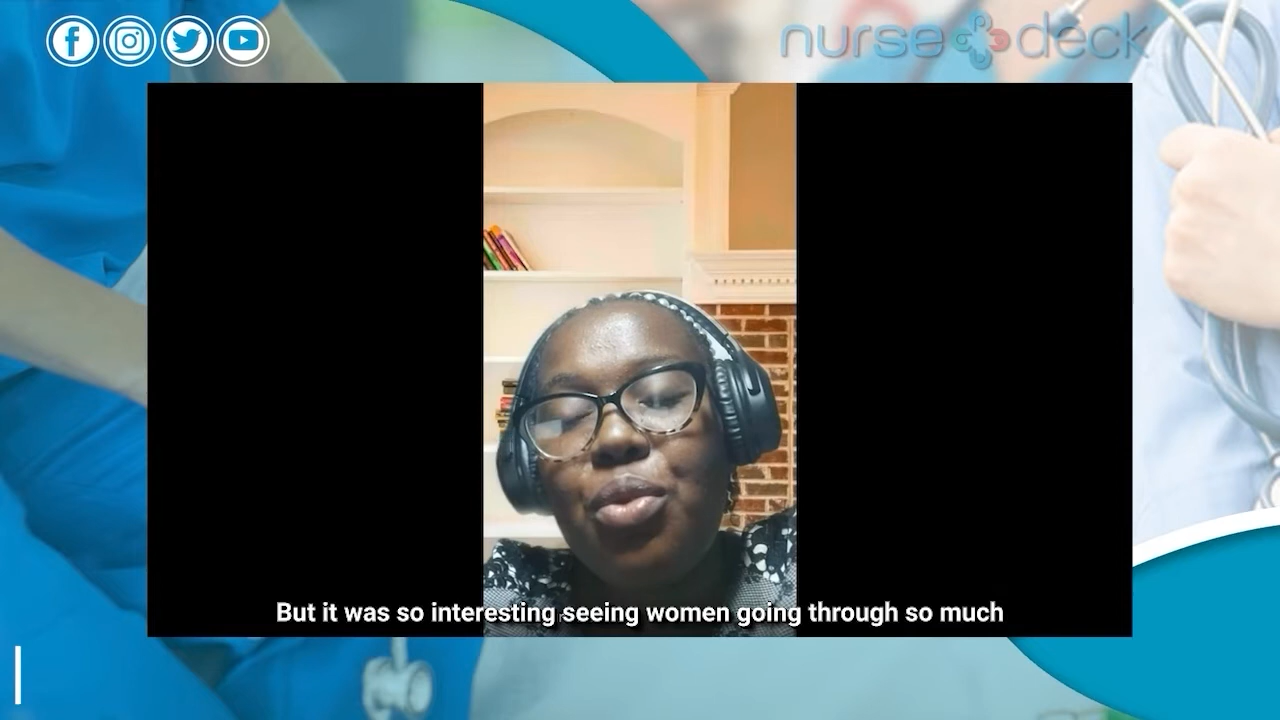 nurse deck
But it was so interesting seeing women going through so much